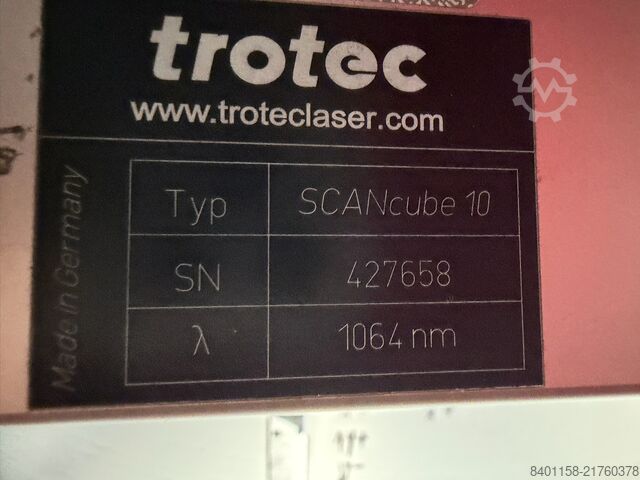 trotec
www.troteclaser.com
Made in Germany
Typ SCANcube 10
SN 427658
λ 1064 nm
8401158-21760378